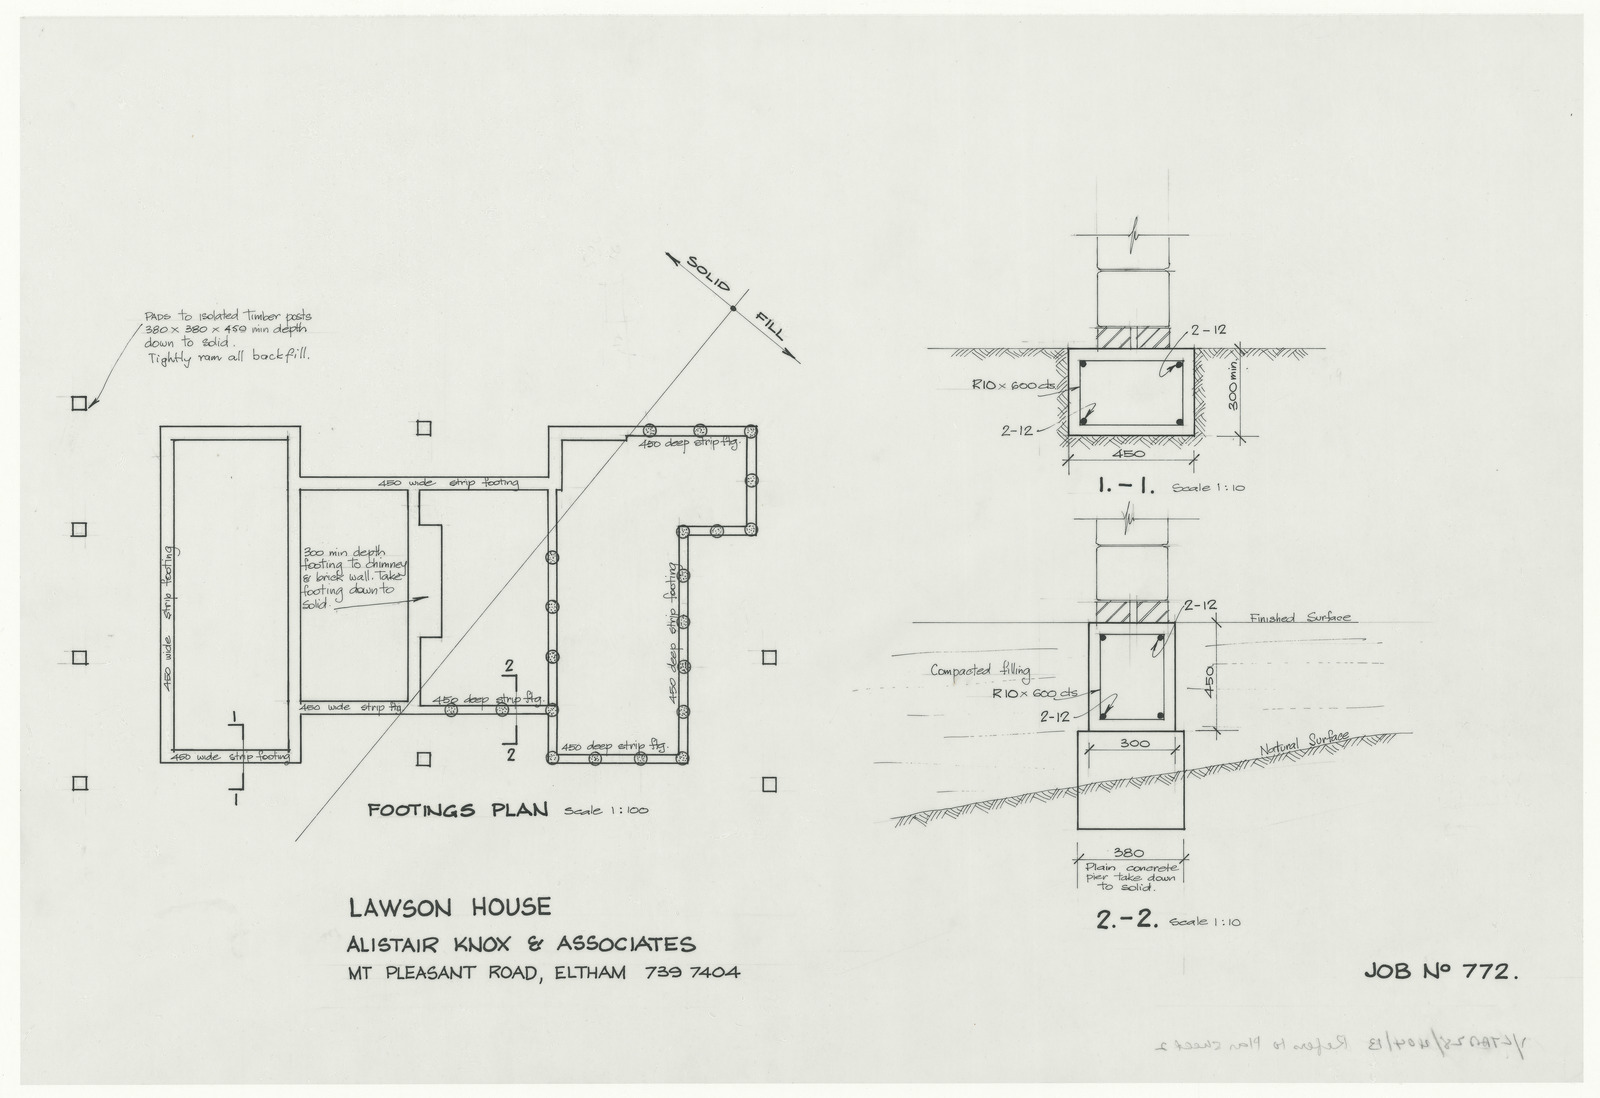 PADS to isolated timber posts
380 x 380 x 450 min depth
down to solid.
Tightly ram all backfill.
SOLID
FILL
450 deep strip ftg.
450 wide strip footing
300 min depth
footing to chimney
& brick wall. Take
footing down to
solid.
450 wide strip footing
450 deep strip footing
450 deep strip ftg.
450 wide strip ftg.
450 deep strip ftg.
450 wide strip footing
1
1
2
2
FOOTINGS PLAN Scale 1:100
LAWSON HOUSE
ALISTAIR KNOX & ASSOCIATES
MT PLEASANT ROAD, ELTHAM 739 7404
2-12
R10 x 600 cts.
2-12
300 min.
450
1.-1. Scale 1:10
2-12
Finished Surface
Compacted filling
R10 x 600 cts
2-12
450
300
Natural Surface
380
Plain concrete
pier take down
to solid.
2.-2. Scale 1:10
JOB No 772.
Refers to Plan Sheet 2